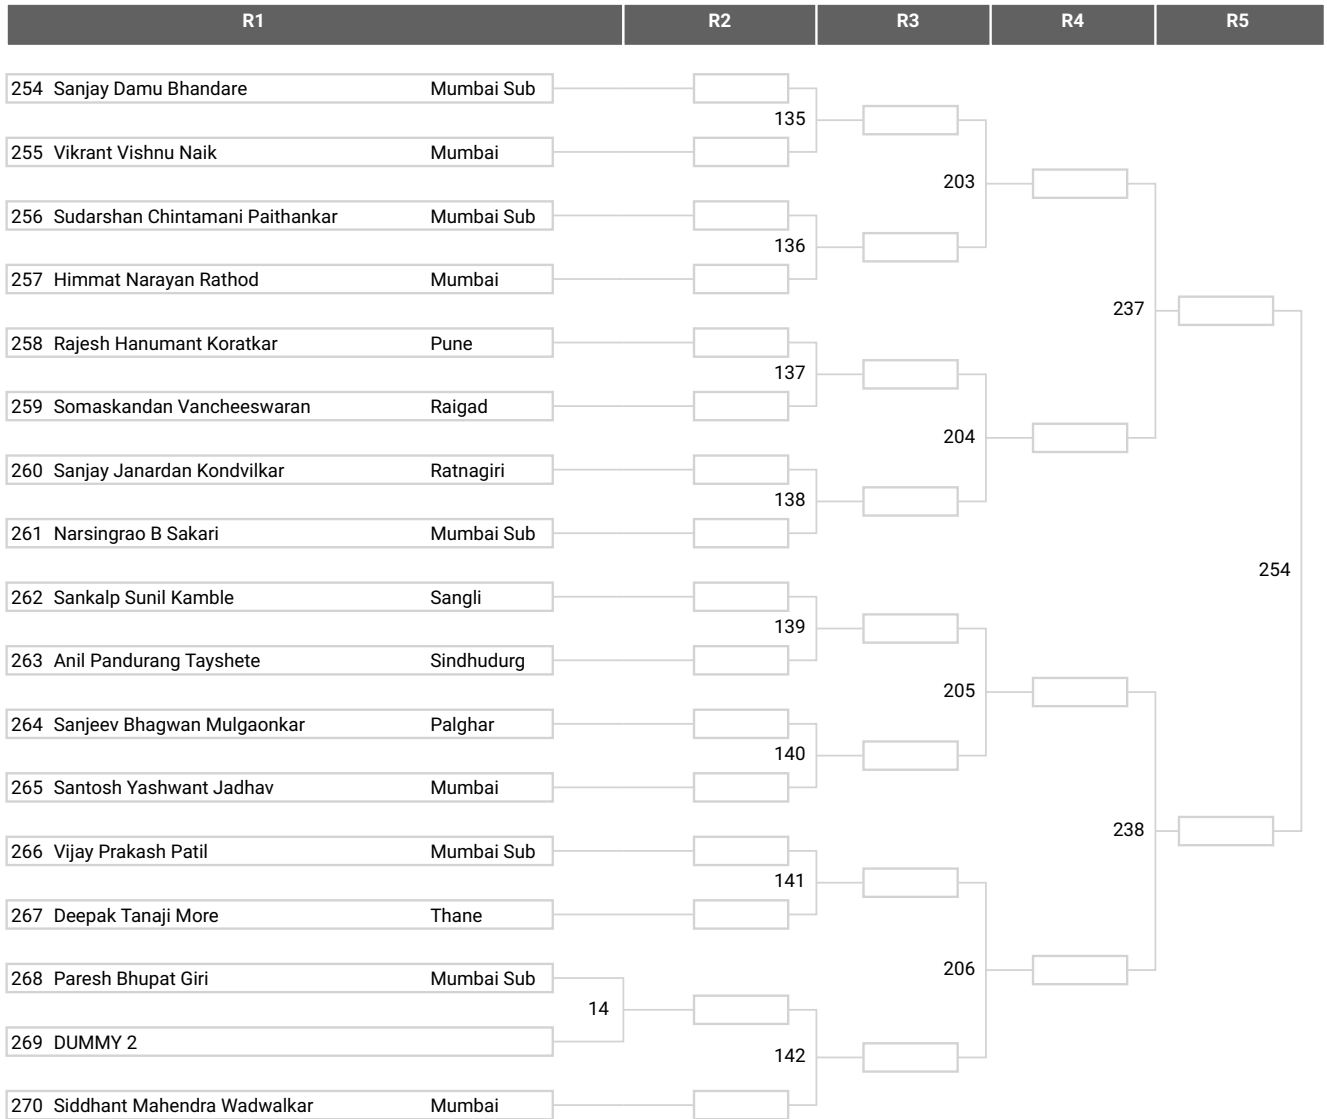 R1 R2 R3 R4 R5
254 Sanjay Damu Bhandare Mumbai Sub
135
255 Vikrant Vishnu Naik Mumbai
203
256 Sudarshan Chintamani Paithankar Mumbai Sub
136
257 Himmat Narayan Rathod Mumbai
237
258 Rajesh Hanumant Koratkar Pune
137
259 Somaskandan Vancheeswaran Raigad
204
260 Sanjay Janardan Kondvilkar Ratnagiri
138
261 Narsingrao B Sakari Mumbai Sub
254
262 Sankalp Sunil Kamble Sangli
139
263 Anil Pandurang Tayshete Sindhudurg
205
264 Sanjeev Bhagwan Mulgaonkar Palghar
140
265 Santosh Yashwant Jadhav Mumbai
238
266 Vijay Prakash Patil Mumbai Sub
141
267 Deepak Tanaji More Thane
206
268 Paresh Bhupat Giri Mumbai Sub
14
269 DUMMY 2
142
270 Siddhant Mahendra Wadwalkar Mumbai